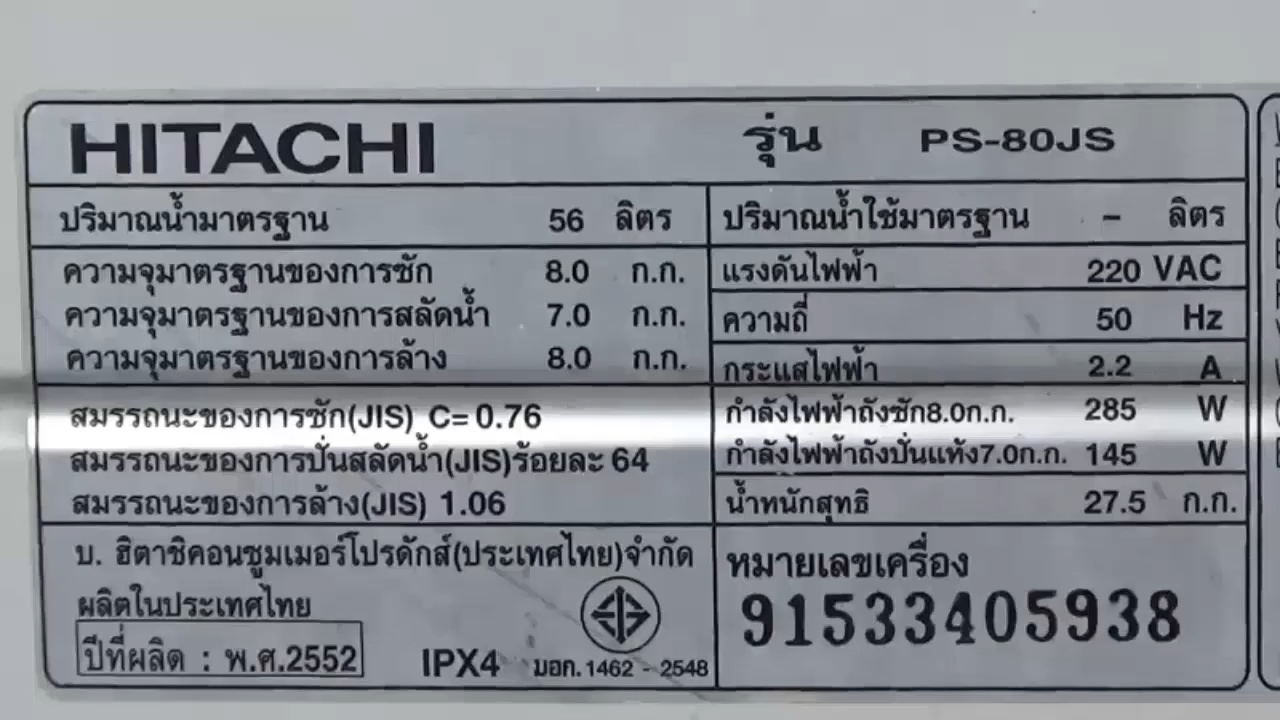 HITACHI รุ่น PS-80JS
ปริมาณน้ำมาตรฐาน 56 ลิตร
ความจุมาตรฐานของการซัก 8.0 ก.ก.
ความจุมาตรฐานของการสลัดน้ำ 7.0 ก.ก.
ความจุมาตรฐานของการล้าง 8.0 ก.ก.
สมรรถนะของการซัก(JIS) C=0.76
สมรรถนะของการปั่นสลัดน้ำ(JIS)ร้อยละ 64
สมรรถนะของการล้าง(JIS) 1.06
ปริมาณน้ำใช้มาตรฐาน – ลิตร
แรงดันไฟฟ้า 220 VAC
ความถี่ 50 Hz
กระแสไฟฟ้า 2.2 A
กำลังไฟฟ้าถังซัก8.0ก.ก. 285 W
กำลังไฟฟ้าถังปั่นแห้ง7.0ก.ก. 145 W
น้ำหนักสุทธิ 27.5 ก.ก.
บ. ฮิตาชิคอนซูมเมอร์โปรดักส์(ประเทศไทย)จำกัด
ผลิตในประเทศไทย
ปีที่ผลิต : พ.ศ.2552
IPX4 มอก.1462 - 2548
หมายเลขเครื่อง
91533405938